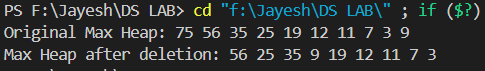 PS F:\Jayesh\DS LAB> cd "f:\Jayesh\DS LAB\" ; if ($?)
Original Max Heap: 75 56 35 25 19 12 11 7 3 9
Max Heap after deletion: 56 25 35 9 19 12 11 7 3